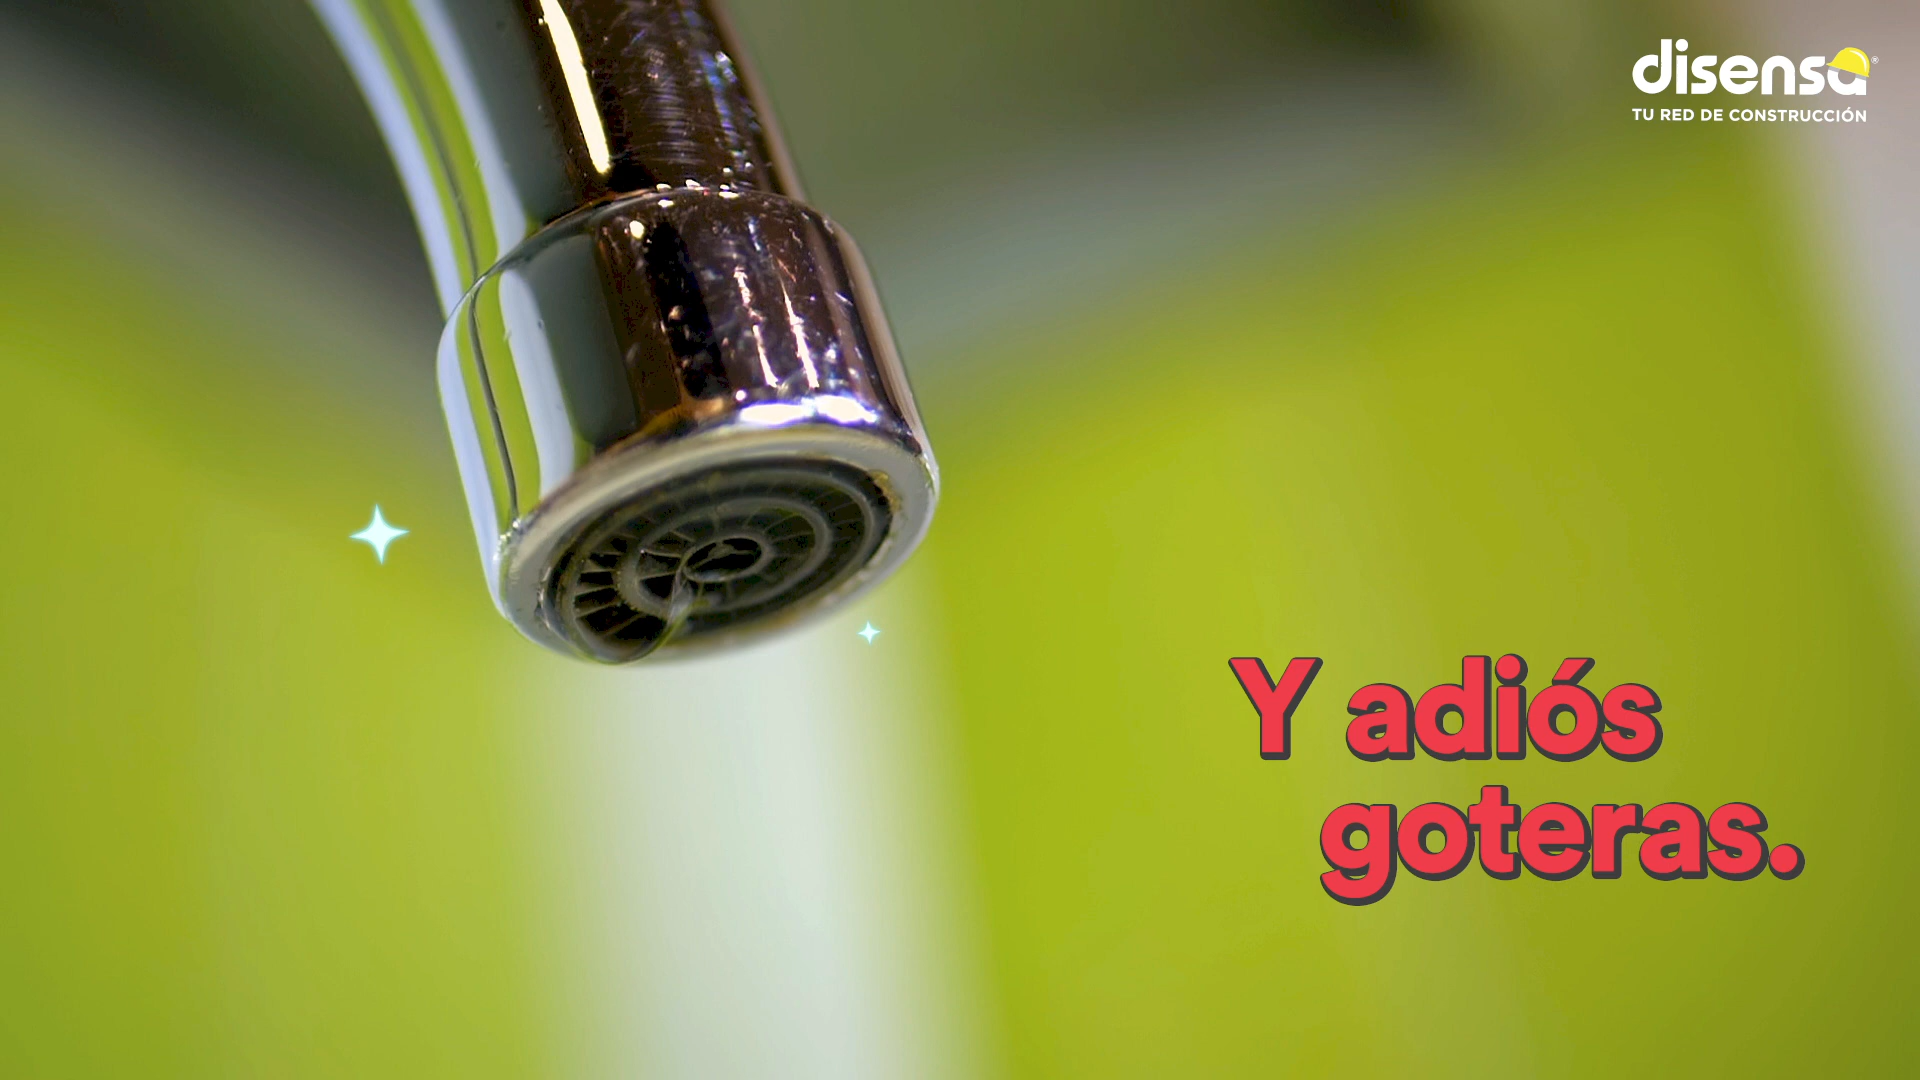 disensa®
TU RED DE CONSTRUCCIÓN
Y adiós
goteras.